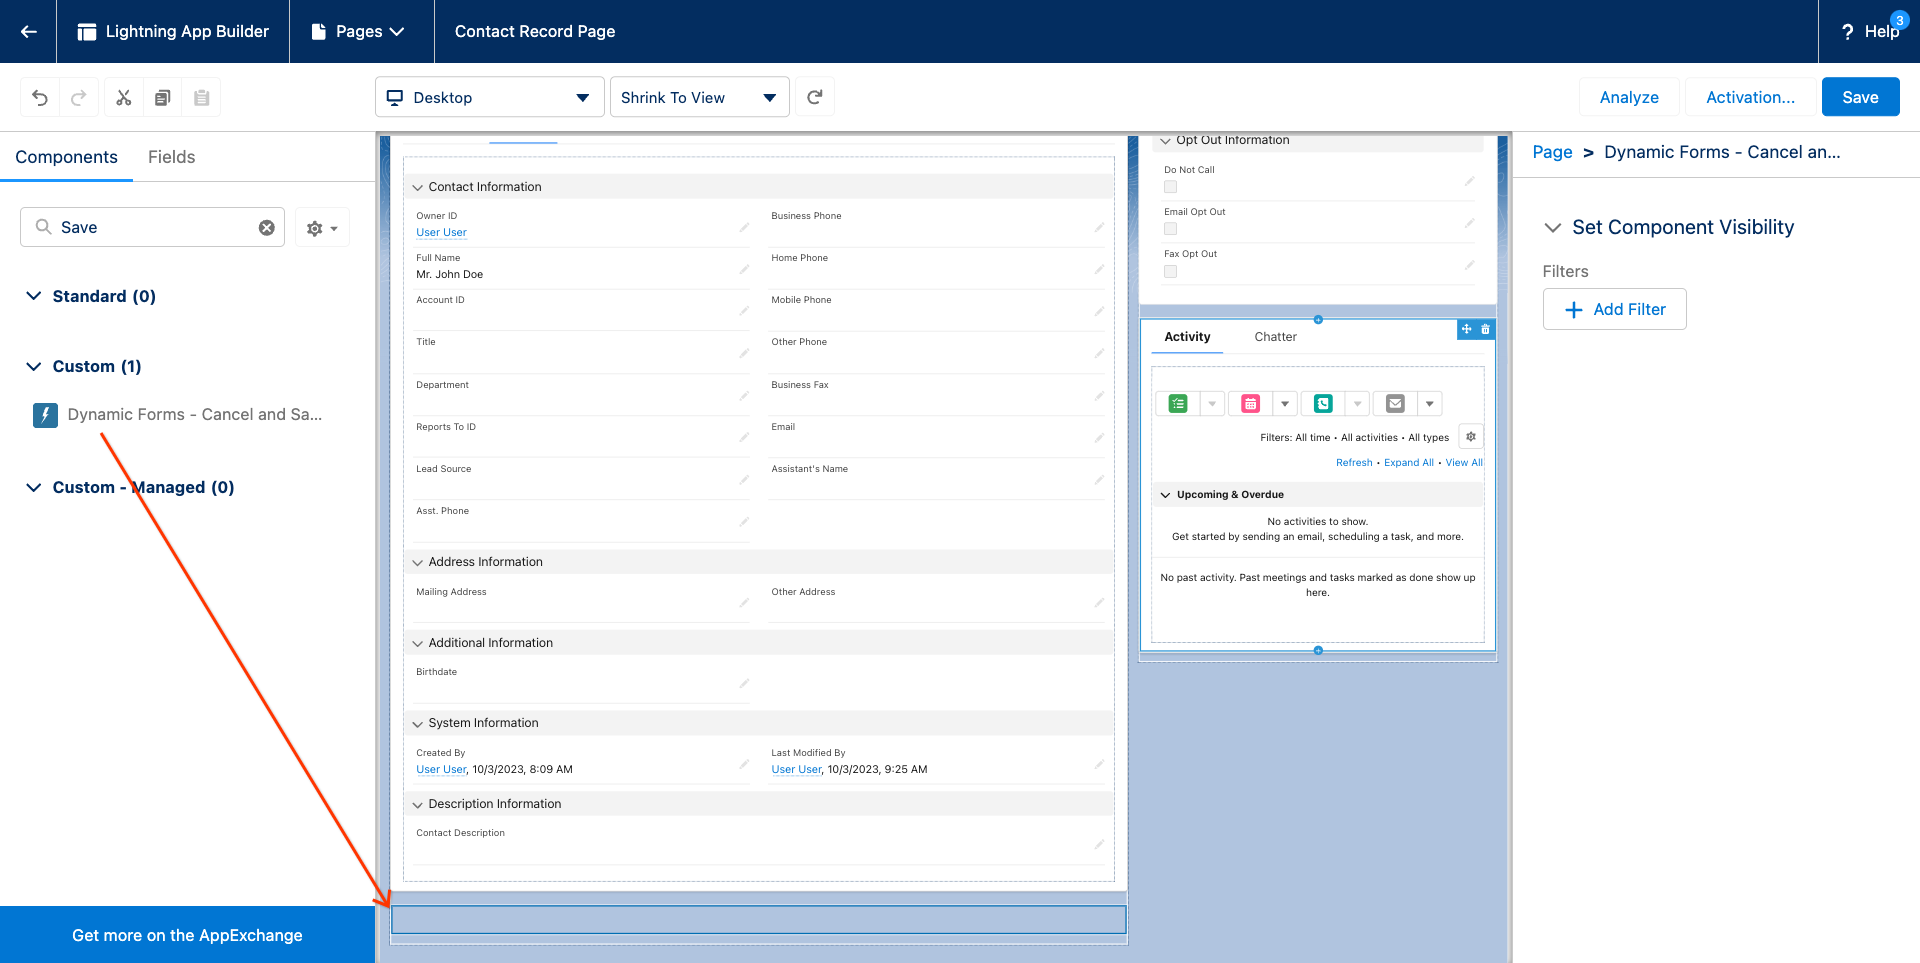 Lightning App Builder
Pages
Contact Record Page
? Help
3
Desktop
Shrink To View
Analyze
Activation...
Save
Components
Fields
Save
Standard (0)
Custom (1)
Dynamic Forms - Cancel and Sa...
Custom - Managed (0)
Get more on the AppExchange
Contact Information
Owner ID
User User
Business Phone
Full Name
Mr. John Doe
Home Phone
Account ID
Mobile Phone
Title
Other Phone
Department
Business Fax
Reports To ID
Email
Lead Source
Assistant's Name
Asst. Phone
Address Information
Mailing Address
Other Address
Additional Information
Birthdate
System Information
Created By
User User, 10/3/2023, 8:09 AM
Last Modified By
User User, 10/3/2023, 9:25 AM
Description Information
Contact Description
Opt Out Information
Do Not Call
Email Opt Out
Fax Opt Out
Activity
Chatter
Filters: All time • All activities • All types
Refresh • Expand All • View All
Upcoming & Overdue
No activities to show.
Get started by sending an email, scheduling a task, and more.
No past activity. Past meetings and tasks marked as done show up
here.
Page > Dynamic Forms - Cancel an...
Set Component Visibility
Filters
Add Filter